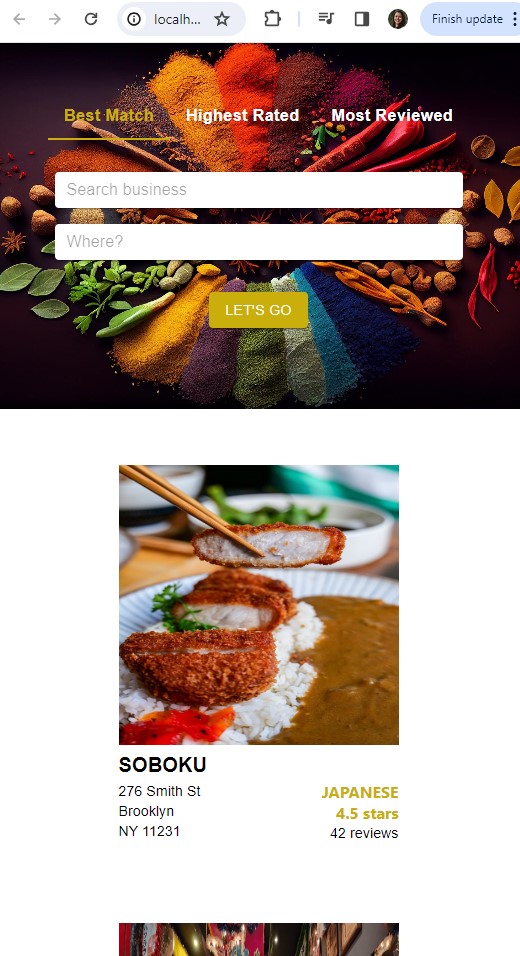 localh...
Finish update
Best Match Highest Rated Most Reviewed
Search business
Where?
LET'S GO
SOBOKU
276 Smith St
Brooklyn
NY 11231
JAPANESE
4.5 stars
42 reviews